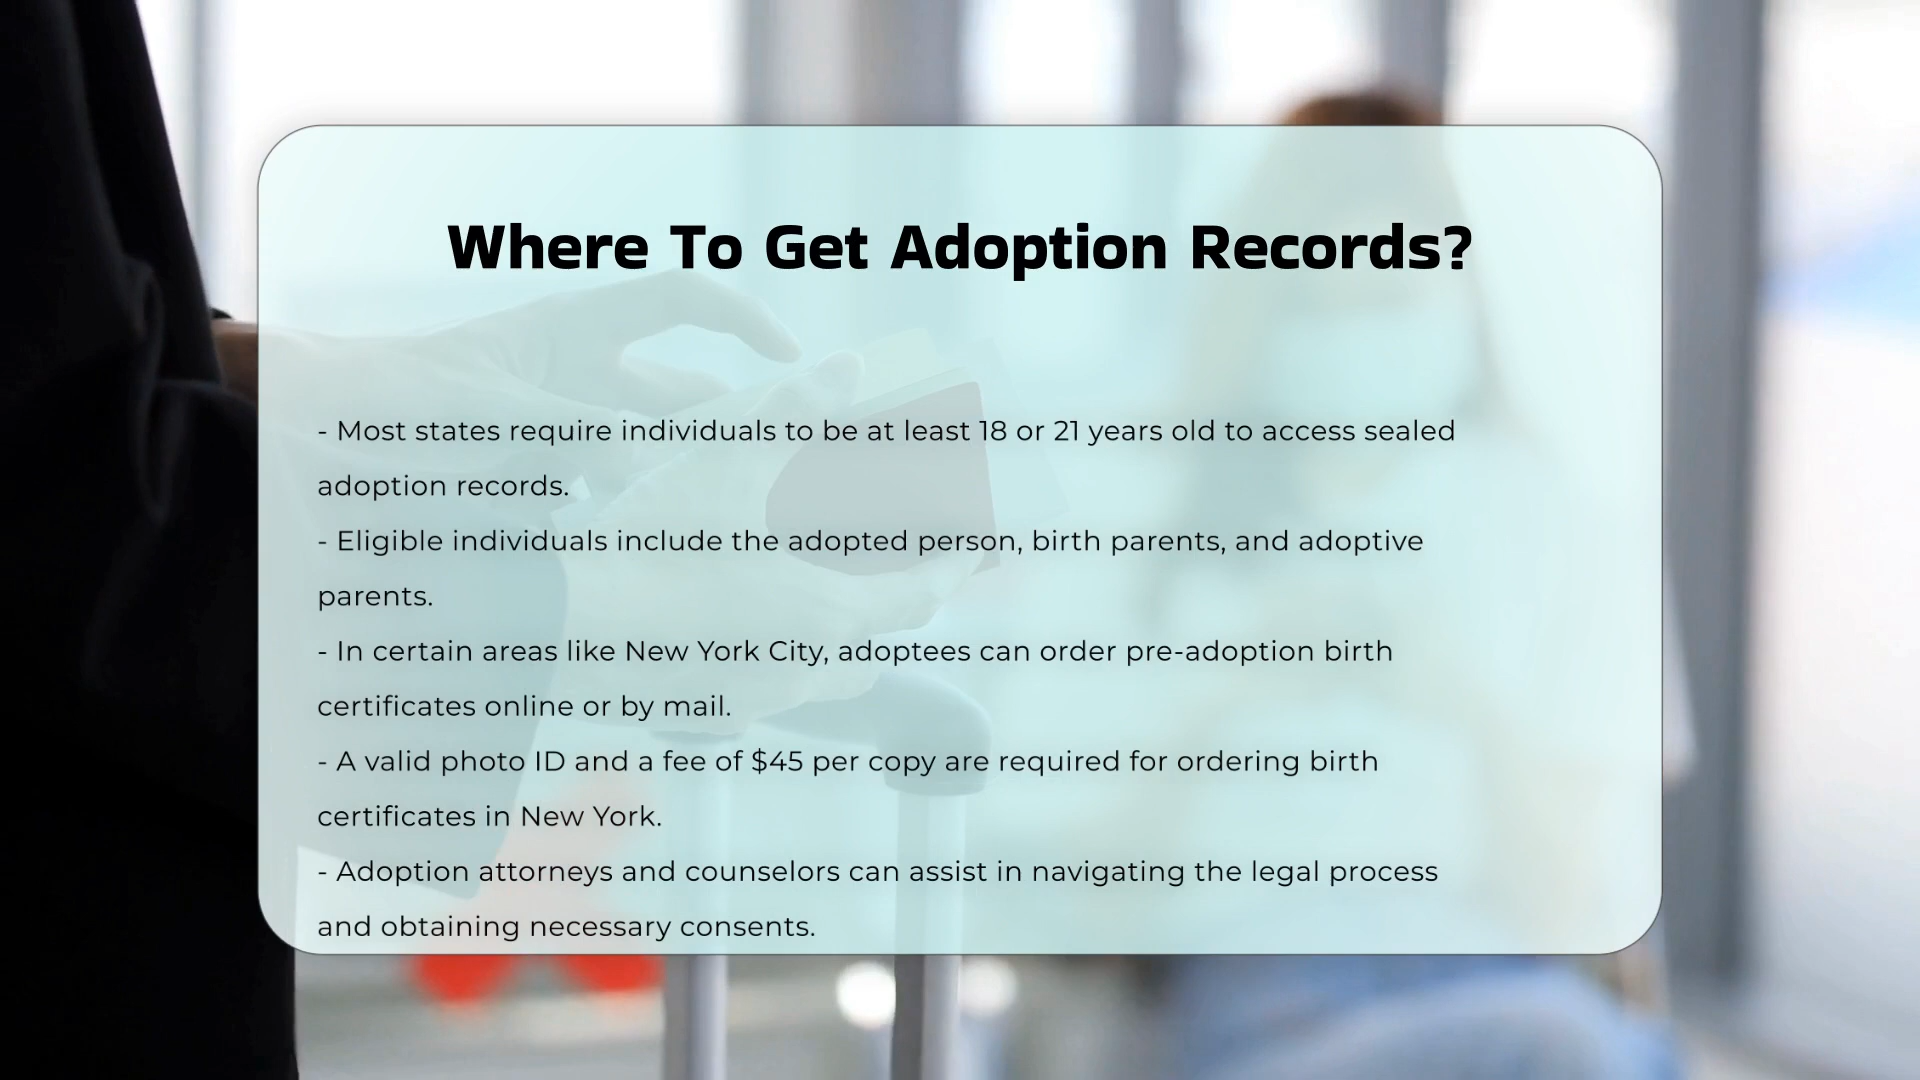 Where To Get Adoption Records?
- Most states require individuals to be at least 18 or 21 years old to access sealed
adoption records.
- Eligible individuals include the adopted person, birth parents, and adoptive
parents.
- In certain areas like New York City, adoptees can order pre-adoption birth
certificates online or by mail.
- A valid photo ID and a fee of $45 per copy are required for ordering birth
certificates in New York.
- Adoption attorneys and counselors can assist in navigating the legal process
and obtaining necessary consents.